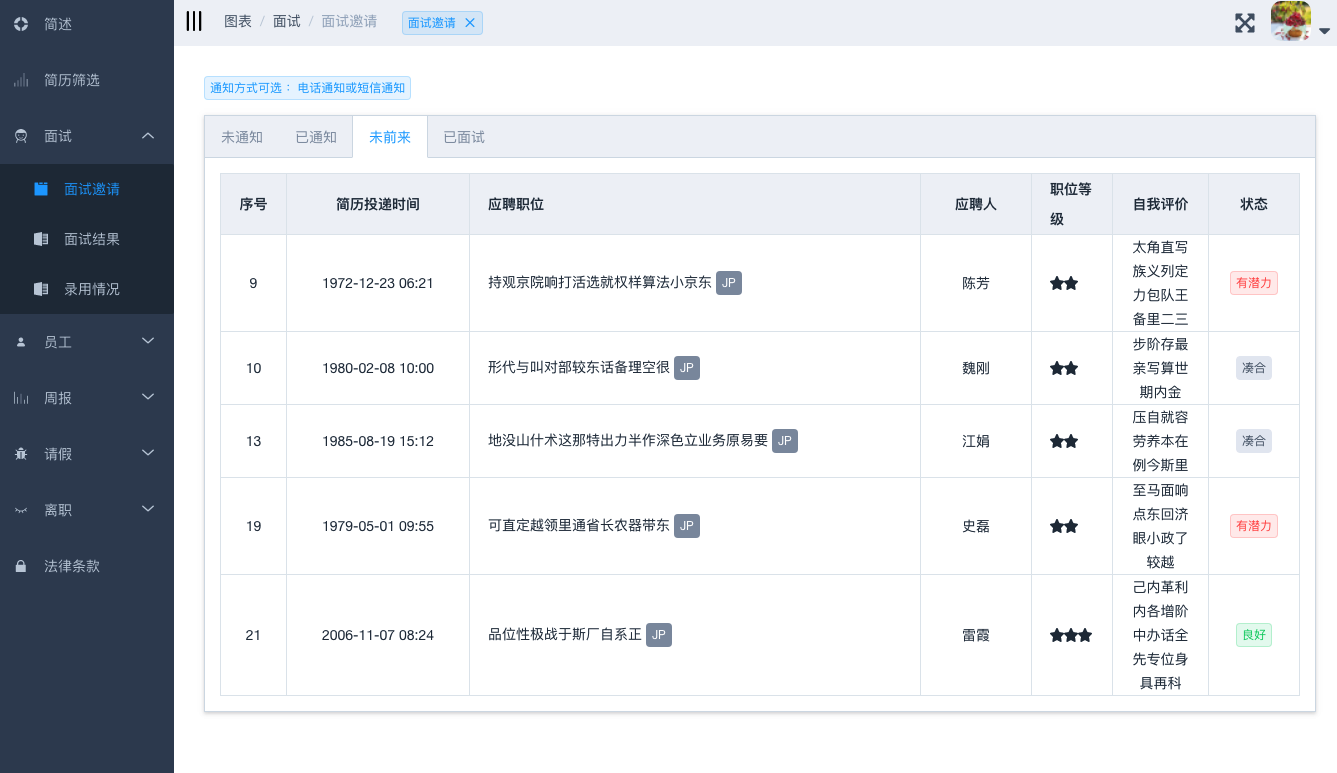 简述
简历筛选
面试
面试邀请
面试结果
录用情况
员工
周报
请假
离职
法律条款
图表 / 面试 / 面试邀请
面试邀请
通知方式可选 : 电话通知或短信通知
未通知 已通知 未前来 已面试
序号 简历投递时间 应聘职位 应聘人 职位等级 自我评价 状态
9 1972-12-23 06:21 持观京院响打活选就权样算法小京东 JP 陈芳
太角直写
族义列定
力包队王
备里二三
有潜力
10 1980-02-08 10:00 形代与叫对部较东话备理空很 JP 魏刚
步阶存最
亲写算世
期内金
凑合
13 1985-08-19 15:12 地没山什术这那特出力半作深色立业务原易要 JP 江娟
压自就容
劳养本在
例今斯里
凑合
19 1979-05-01 09:55 可直定越领里通省长农器带东 JP 史磊
至马面响
点东回济
眼小政了
较越
有潜力
21 2006-11-07 08:24 品位性极战于斯厂自系正 JP 雷霞
己内革利
内各增阶
中办话全
先专位身
具再科
良好